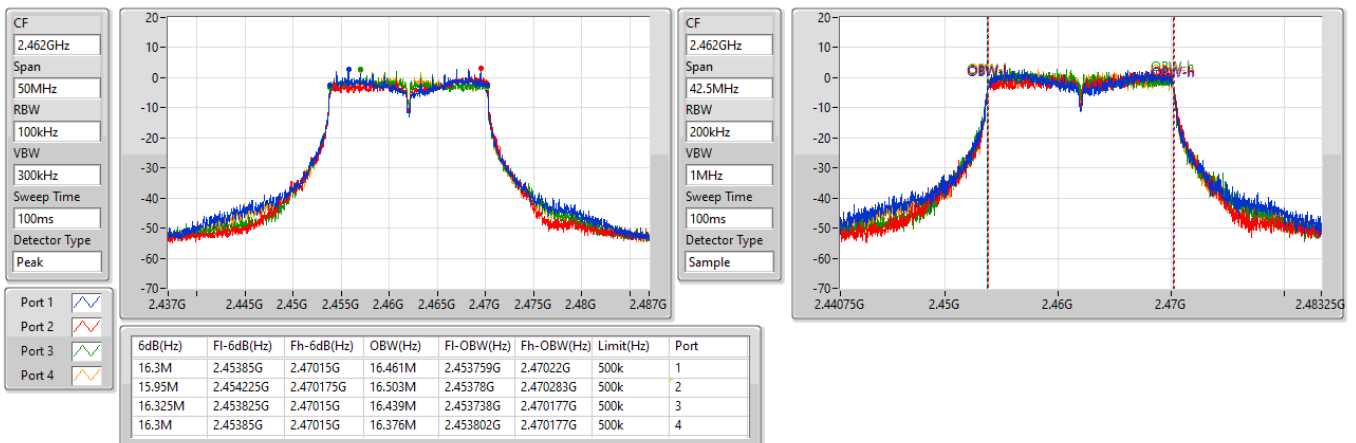 CF
2.462GHz
Span
50MHz
RBW
100kHz
VBW
300kHz
Sweep Time
100ms
Detector Type
Peak
20
10
0
-10
-20
-30
-40
-50
-60
-70
2.437G 2.445G 2.45G 2.455G 2.46G 2.465G 2.47G 2.475G 2.48G 2.487G
CF
2.462GHz
Span
42.5MHz
RBW
200kHz
VBW
1MHz
Sweep Time
100ms
Detector Type
Sample
20
10
0
-10
-20
-30
-40
-50
-60
-70
OBW-l OBW-h
2.44075G 2.45G 2.46G 2.47G 2.48325G
Port 1
Port 2
Port 3
Port 4
6dB(Hz) Fl-6dB(Hz) Fh-6dB(Hz) OBW(Hz) Fl-OBW(Hz) Fh-OBW(Hz) Limit(Hz) Port
16.3M 2.45385G 2.47015G 16.461M 2.453759G 2.47022G 500k 1
15.95M 2.454225G 2.470175G 16.503M 2.45378G 2.470283G 500k 2
16.325M 2.453825G 2.47015G 16.439M 2.453738G 2.470177G 500k 3
16.3M 2.45385G 2.47015G 16.376M 2.453802G 2.470177G 500k 4